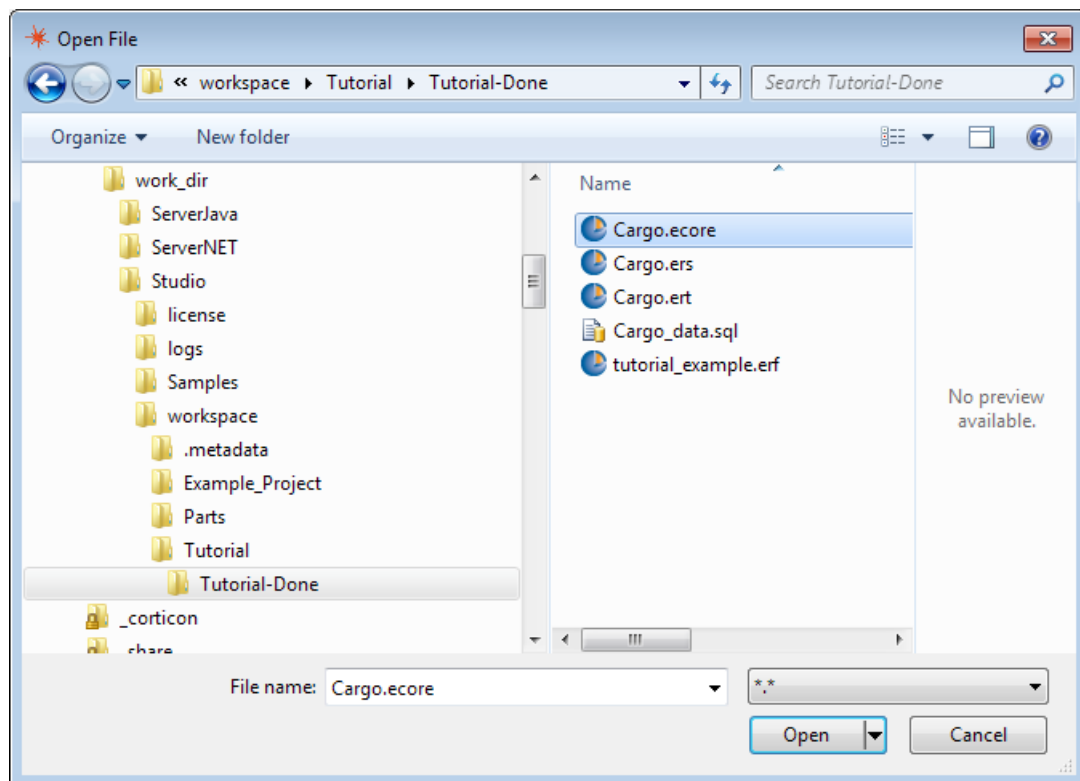 Open File
« workspace Tutorial Tutorial-Done
Search Tutorial-Done
Organize New folder
work_dir
ServerJava
ServerNET
Studio
license
logs
Samples
workspace
.metadata
Example_Project
Parts
Tutorial
Tutorial-Done
_corticon
_share
Name
Cargo.ecore
Cargo.ers
Cargo.ert
Cargo_data.sql
tutorial_example.erf
No preview
available.
File name: Cargo.ecore
*.*
Open Cancel